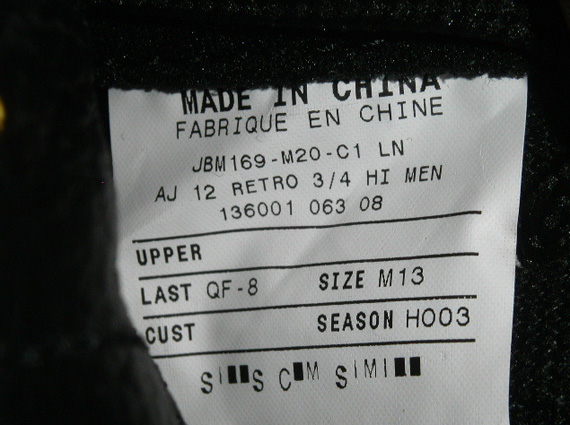 MADE IN CHINA
FABRIQUE EN CHINE
JBM169-M20-C1 LN
AJ 12 RETRO 3/4 HI MEN
136001 063 08
UPPER
LAST QF-8 SIZE M13
CUST SEASON HO03